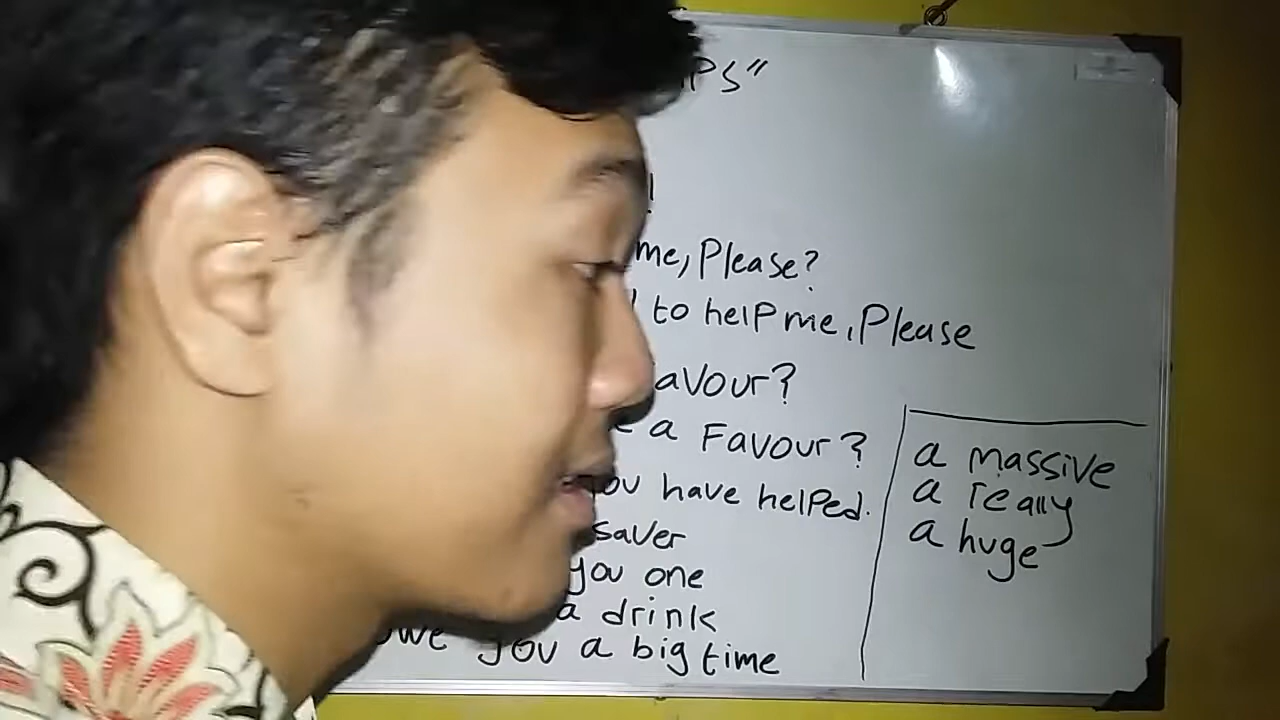 PS"
!
me, Please?
to help me, Please
avour?
a Favour?
ou have helped.
saver
you one
a drink
owe you a big time
a massive
a really
a huge